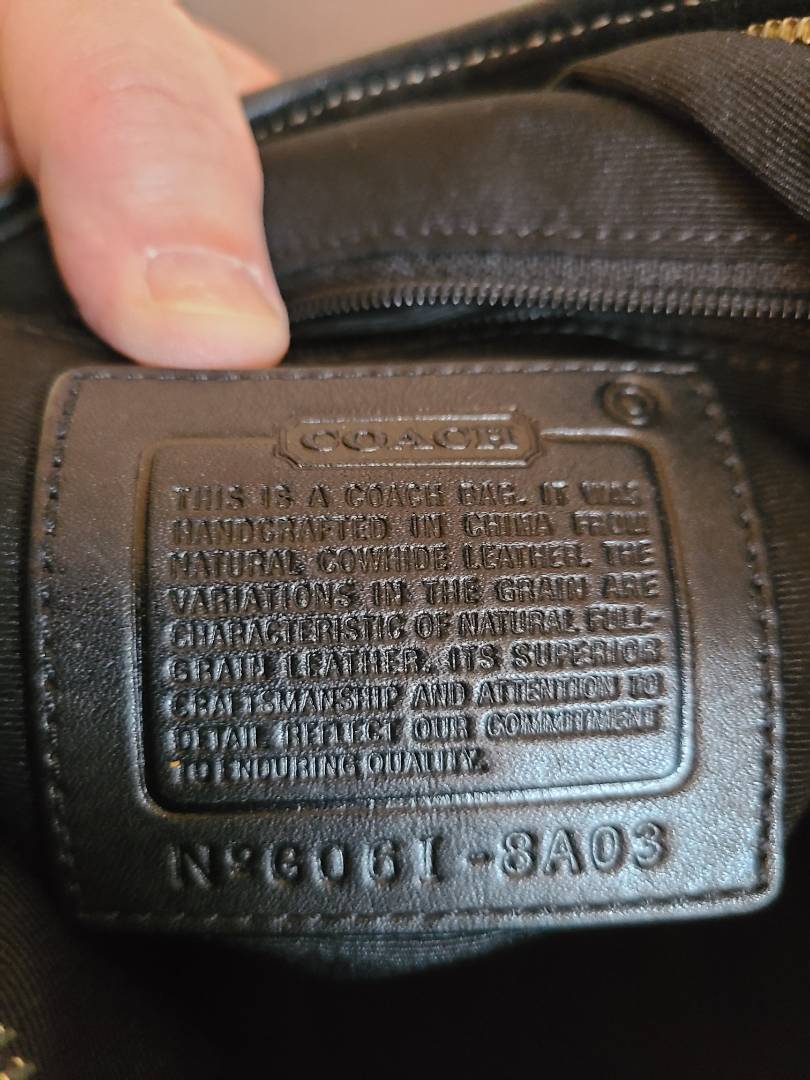 COACH
THIS IS A COACH BAG. IT WAS
HANDCRAFTED IN CHINA FROM
NATURAL COWHIDE LEATHER. THE
VARIATIONS IN THE GRAIN ARE
CHARACTERISTIC OF NATURAL FULL-
GRAIN LEATHER. ITS SUPERIOR
CRAFTSMANSHIP AND ATTENTION TO
DETAIL REFLECT OUR COMMITMENT
TO ENDURING QUALITY.
Nº G06I-8A03